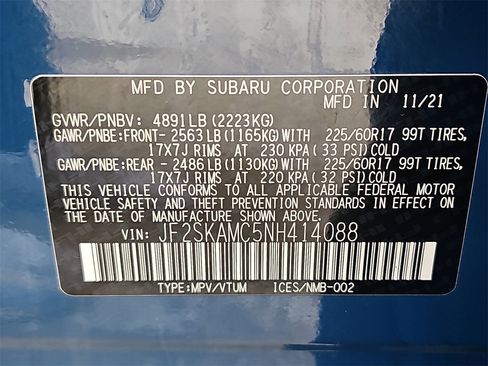 MFD BY SUBARU CORPORATION
MFD IN 11/21
GVWR/PNBV: 4891LB (2223KG)
GAWR/PNBE:FRONT-2563LB(1165KG)WITH 225/60R17 99T TIRES,
17X7J RIMS AT 230 KPA( 33 PSI)COLD
GAWR/PNBE:REAR -2486LB(1130KG)WITH 225/60R17 99T TIRES,
17X7J RIMS AT 220 KPA( 32 PSI)COLD
THIS VEHICLE CONFORMS TO ALL APPLICABLE FEDERAL MOTOR
VEHICLE SAFETY AND THEFT PREVENTION STANDARDS IN EFFECT
ON THE DATE OF MANUFACTURE SHOWN ABOVE.
VIN: JF2SKAMC5NH414088
TYPE:MPV/VTUM ICES/NMB-002